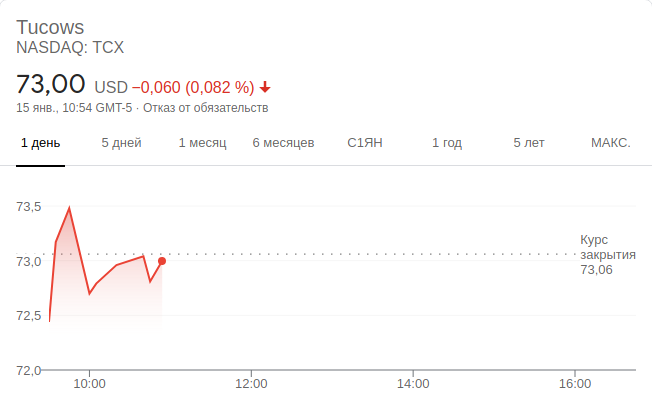 Tucows
NASDAQ: TCX
73,00 USD −0,060 (0,082 %)
15 янв., 10:54 GMT-5 · Отказ от обязательств
1 день 5 дней 1 месяц 6 месяцев С1ЯН 1 год 5 лет МАКС.
73,5
73,0
72,5
72,0
Курс
закрытия
73,06
10:00 12:00 14:00 16:00